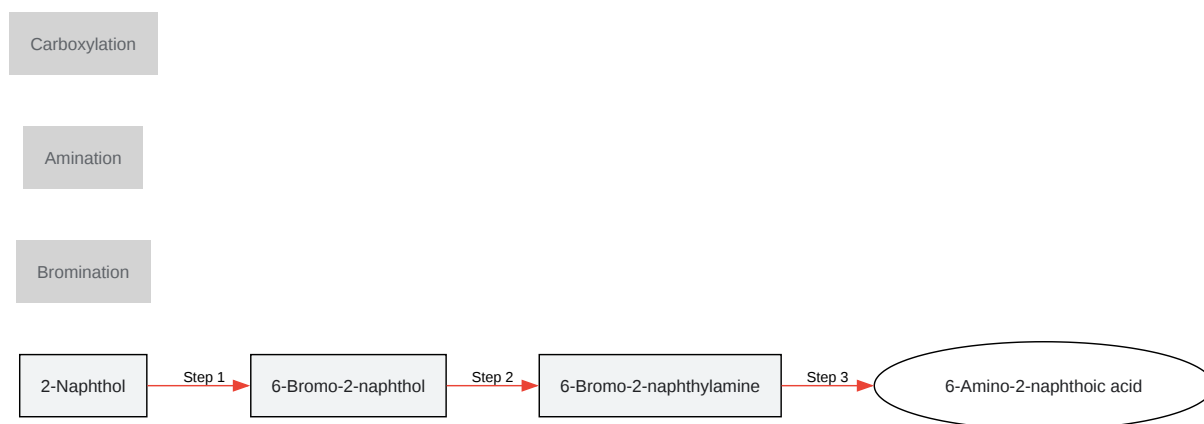 Carboxylation
Amination
Bromination
2-Naphthol
Step 1
6-Bromo-2-naphthol
Step 2
6-Bromo-2-naphthylamine
Step 3
6-Amino-2-naphthoic acid